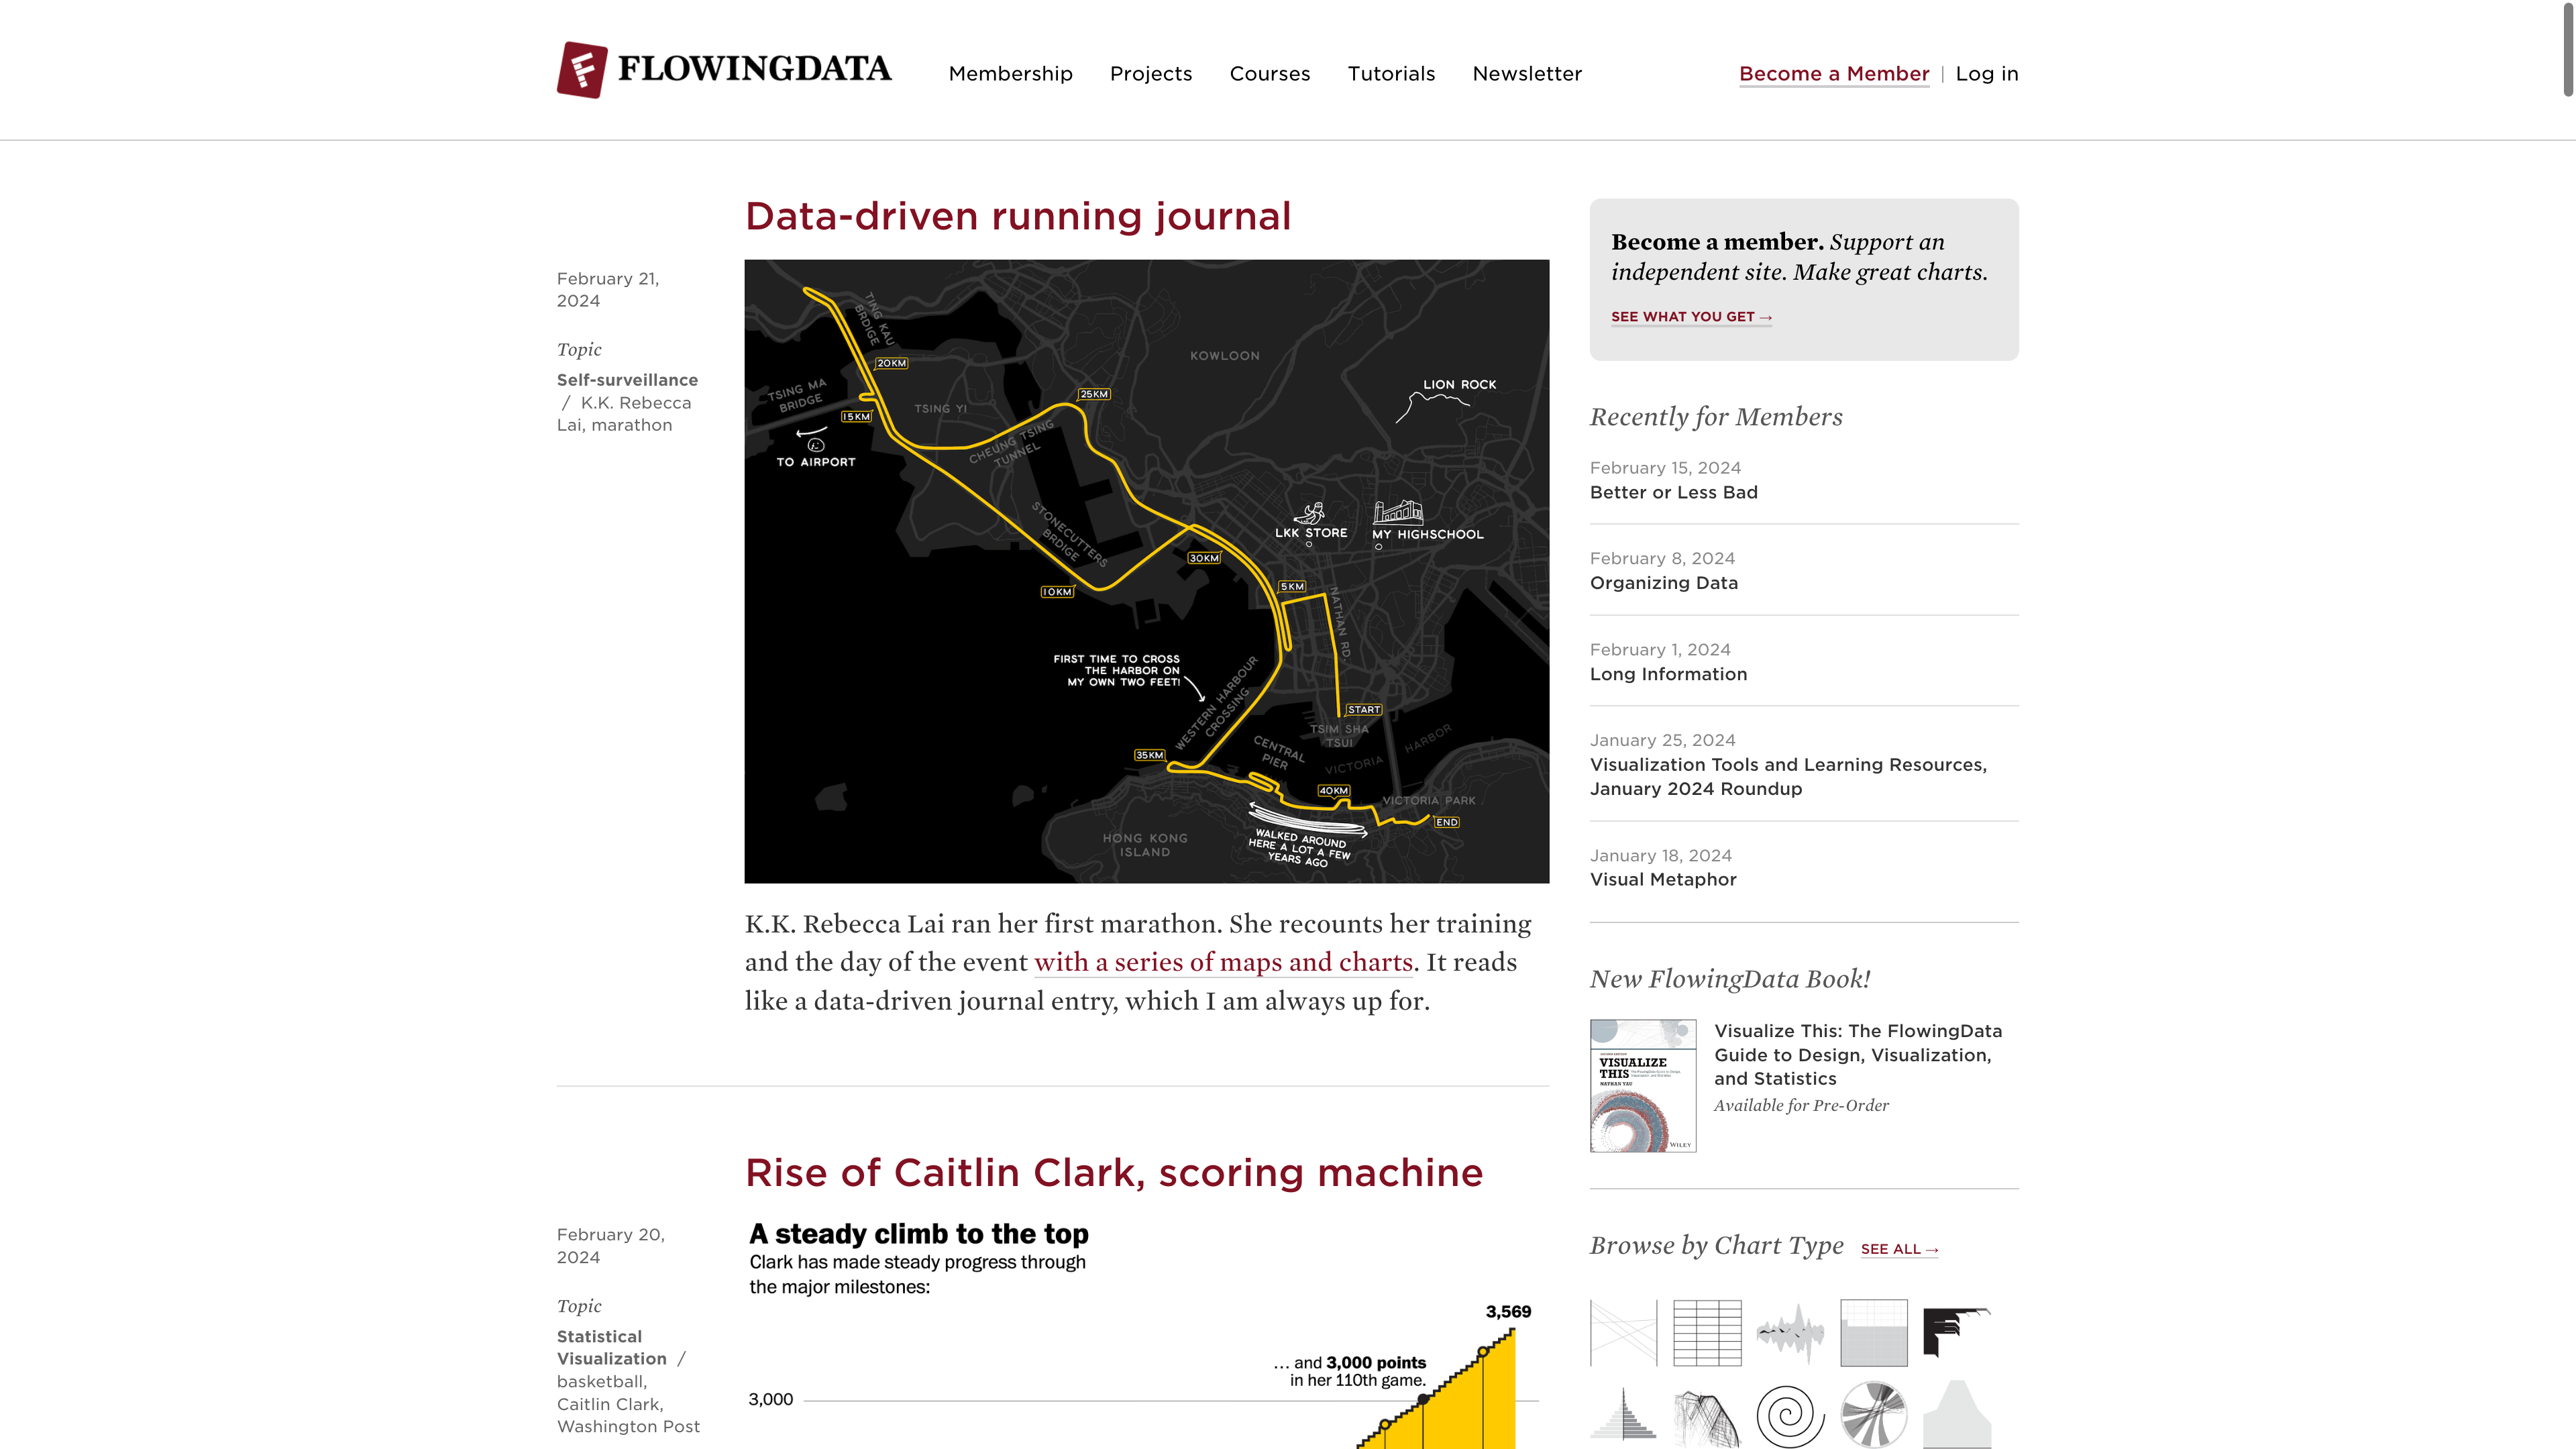 FLOWINGDATA
Membership
Projects
Courses
Tutorials
Newsletter
Become a Member | Log in
Data-driven running journal
February 21,
2024
Topic
Self-surveillance
/ K.K. Rebecca
Lai, marathon
TING KAU
BRDIGE
20KM
TSING MA
BRIDGE
15KM
TO AIRPORT
TSING YI
CHEUNG TSING
TUNNEL
25KM
KOWLOON
LION ROCK
STONECUTTERS
BRDIGE
10KM
30KM
LKK STORE
MY HIGHSCHOOL
5KM
NATHAN RD.
FIRST TIME TO CROSS
THE HARBOR ON
MY OWN TWO FEET!
WESTERN HARBOUR
CROSSING
START
TSIM SHA
TSUI
CENTRAL
PIER
VICTORIA HARBOR
35KM
40KM
VICTORIA PARK
END
HONG KONG
ISLAND
WALKED AROUND
HERE A LOT A FEW
YEARS AGO
K.K. Rebecca Lai ran her first marathon. She recounts her training
and the day of the event with a series of maps and charts. It reads
like a data-driven journal entry, which I am always up for.
Rise of Caitlin Clark, scoring machine
February 20,
2024
Topic
Statistical
Visualization /
basketball,
Caitlin Clark,
Washington Post
A steady climb to the top
Clark has made steady progress through
the major milestones:
3,569
... and 3,000 points
in her 110th game.
3,000
Become a member. Support an
independent site. Make great charts.
SEE WHAT YOU GET →
Recently for Members
February 15, 2024
Better or Less Bad
February 8, 2024
Organizing Data
February 1, 2024
Long Information
January 25, 2024
Visualization Tools and Learning Resources,
January 2024 Roundup
January 18, 2024
Visual Metaphor
New FlowingData Book!
VISUALIZE
THIS
NATHAN YAU
WILEY
Visualize This: The FlowingData
Guide to Design, Visualization,
and Statistics
Available for Pre-Order
Browse by Chart Type SEE ALL →